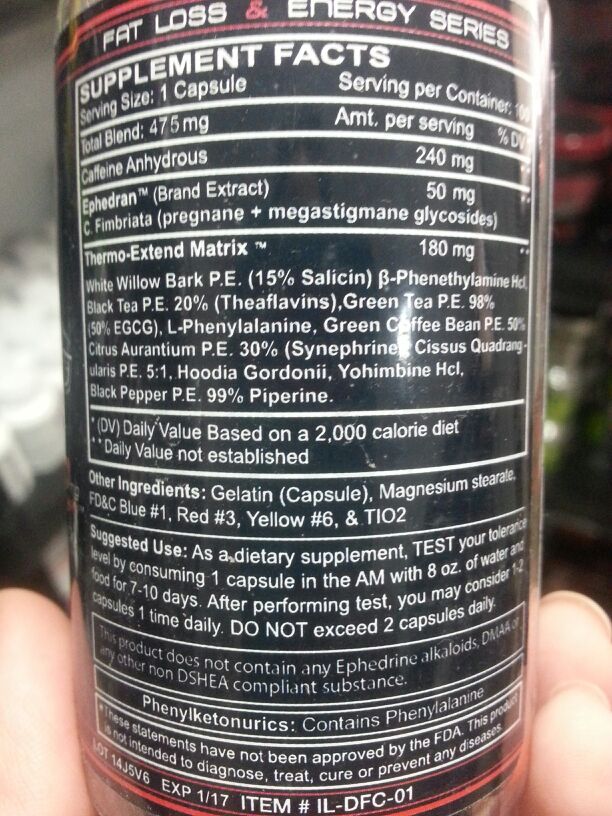 FAT LOSS & ENERGY SERIES
SUPPLEMENT FACTS
Serving Size: 1 Capsule Serving per Container:
Total Blend: 475mg Amt. per serving % DV
Caffeine Anhydrous 240 mg
Ephedran™ (Brand Extract) 50 mg **
C. Fimbriata (pregnane + megastigmane glycosides)
Thermo-Extend Matrix ™ 180 mg **
White Willow Bark P.E. (15% Salicin) β-Phenethylamine Hcl,
Black Tea P.E. 20% (Theaflavins),Green Tea P.E. 98%
(50% EGCG), L-Phenylalanine, Green Coffee Bean P.E. 50%
Citrus Aurantium P.E. 30% (Synephrine) Cissus Quadrang-
ularis P.E. 5:1, Hoodia Gordonii, Yohimbine Hcl,
Black Pepper P.E. 99% Piperine.
* (DV) Daily Value Based on a 2,000 calorie diet
** Daily Value not established
Other Ingredients: Gelatin (Capsule), Magnesium stearate,
FD&C Blue #1, Red #3, Yellow #6, & TIO2
Suggested Use: As a dietary supplement, TEST your tolerance
level by consuming 1 capsule in the AM with 8 oz. of water and
food for 7-10 days. After performing test, you may consider 1-2
capsules 1 time daily. DO NOT exceed 2 capsules daily.
This product does not contain any Ephedrine alkaloids, DMAA or
any other non DSHEA compliant substance.
Phenylketonurics: Contains Phenylalanine
*These statements have not been approved by the FDA. This product
is not intended to diagnose, treat, cure or prevent any diseases.
LOT 14J5V6 EXP 1/17 ITEM # IL-DFC-01